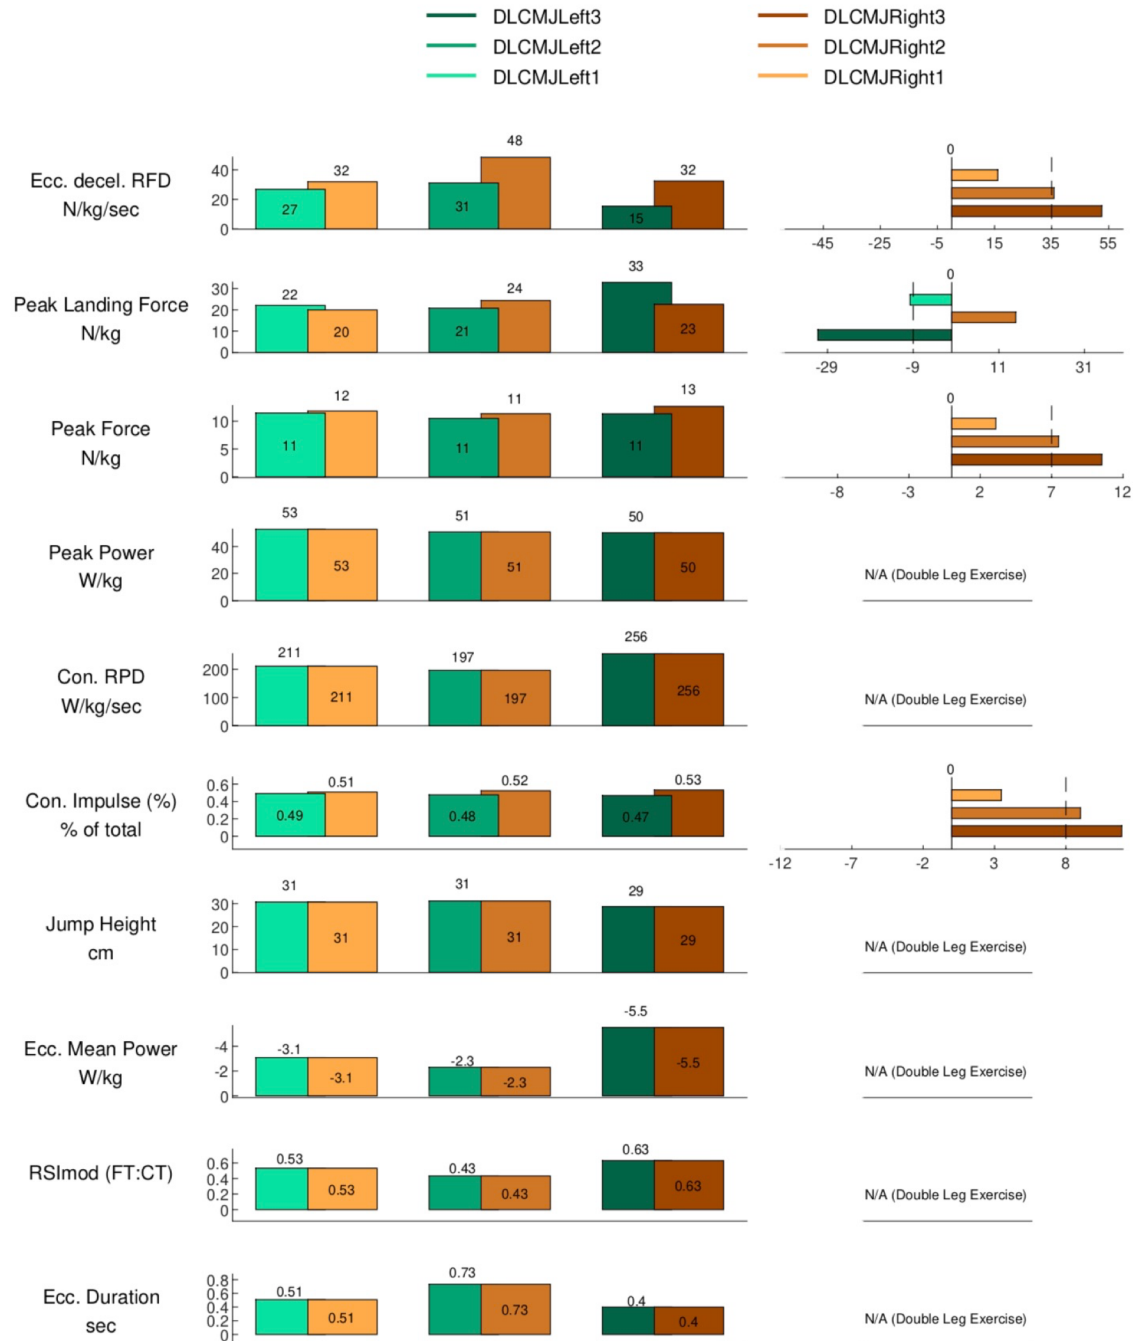 DLCMJLeft3 DLCMJRight3
DLCMJLeft2 DLCMJRight2
DLCMJLeft1 DLCMJRight1
Ecc. decel. RFD
N/kg/sec
40
20
0
27 32
31 48
15 32
0
-45 -25 -5 15 35 55
Peak Landing Force
N/kg
30
20
10
0
22 20
21 24
33 23
0
-29 -9 11 31
Peak Force
N/kg
10
5
0
11 12
11 11
11 13
0
-8 -3 2 7 12
Peak Power
W/kg
40
20
0
53 53
51 51
50 50
N/A (Double Leg Exercise)
Con. RPD
W/kg/sec
200
100
0
211 211
197 197
256 256
N/A (Double Leg Exercise)
Con. Impulse (%)
% of total
0.6
0.4
0.2
0
0.49 0.51
0.48 0.52
0.47 0.53
0
-12 -7 -2 3 8
Jump Height
cm
30
20
10
0
31 31
31 31
29 29
N/A (Double Leg Exercise)
Ecc. Mean Power
W/kg
-4
-2
0
-3.1 -3.1
-2.3 -2.3
-5.5 -5.5
N/A (Double Leg Exercise)
RSImod (FT:CT)
0.6
0.4
0.2
0
0.53 0.53
0.43 0.43
0.63 0.63
N/A (Double Leg Exercise)
Ecc. Duration
sec
0.8
0.6
0.4
0.2
0
0.51 0.51
0.73 0.73
0.4 0.4
N/A (Double Leg Exercise)